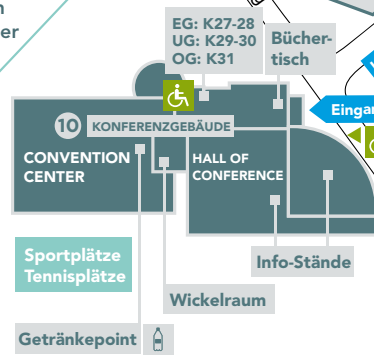 EG: K27-28
UG: K29-30
OG: K31
Bücher-
tisch
10 KONFERENZGEBÄUDE
CONVENTION
CENTER
HALL OF
CONFERENCE
Sportplätze
Tennisplätze
Info-Stände
Wickelraum
Getränkepoint